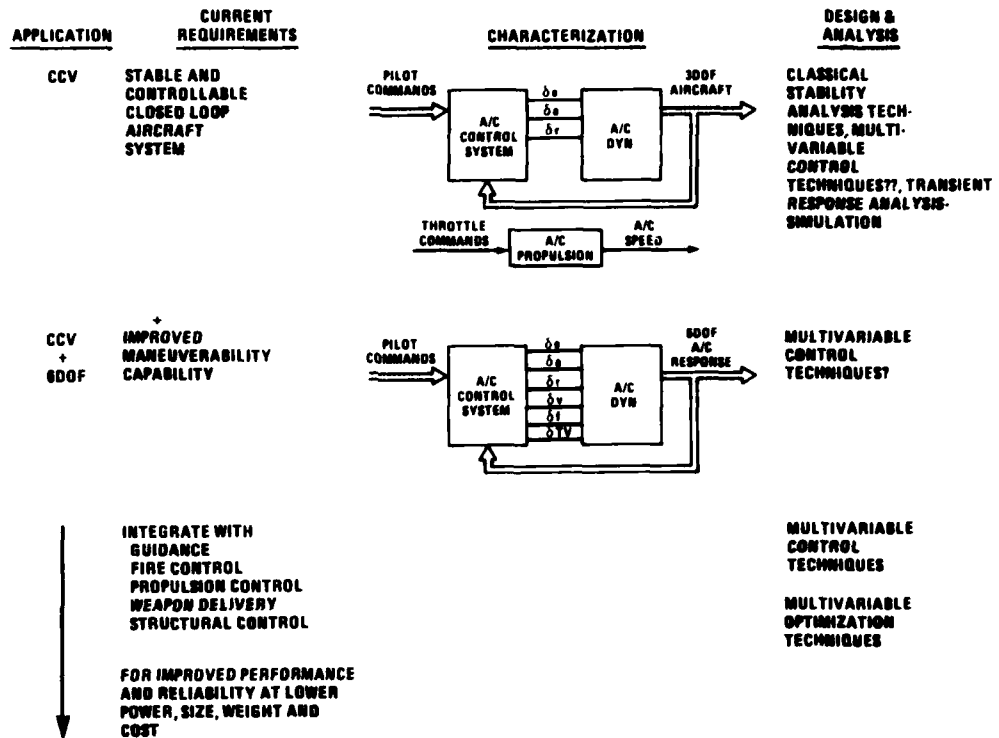 APPLICATION
CURRENT
REQUIREMENTS
CHARACTERIZATION
DESIGN &
ANALYSIS
CCV
STABLE AND
CONTROLLABLE
CLOSED LOOP
AIRCRAFT
SYSTEM
PILOT
COMMANDS
A/C
CONTROL
SYSTEM
δe
δa
δr
A/C
DYN
3DOF
AIRCRAFT
CLASSICAL
STABILITY
ANALYSIS TECH-
NIQUES, MULTI-
VARIABLE
CONTROL
TECHNIQUES??, TRANSIENT
RESPONSE ANALYSIS-
SIMULATION
THROTTLE
COMMANDS
A/C
PROPULSION
A/C
SPEED
CCV
+
6DOF
+
IMPROVED
MANEUVERABILITY
CAPABILITY
PILOT
COMMANDS
A/C
CONTROL
SYSTEM
δe
δa
δr
δv
δf
δTV
A/C
DYN
6DOF
A/C
RESPONSE
MULTIVARIABLE
CONTROL
TECHNIQUES?
INTEGRATE WITH
GUIDANCE
FIRE CONTROL
PROPULSION CONTROL
WEAPON DELIVERY
STRUCTURAL CONTROL
MULTIVARIABLE
CONTROL
TECHNIQUES
MULTIVARIABLE
OPTIMIZATION
TECHNIQUES
FOR IMPROVED PERFORMANCE
AND RELIABILITY AT LOWER
POWER, SIZE, WEIGHT AND
COST